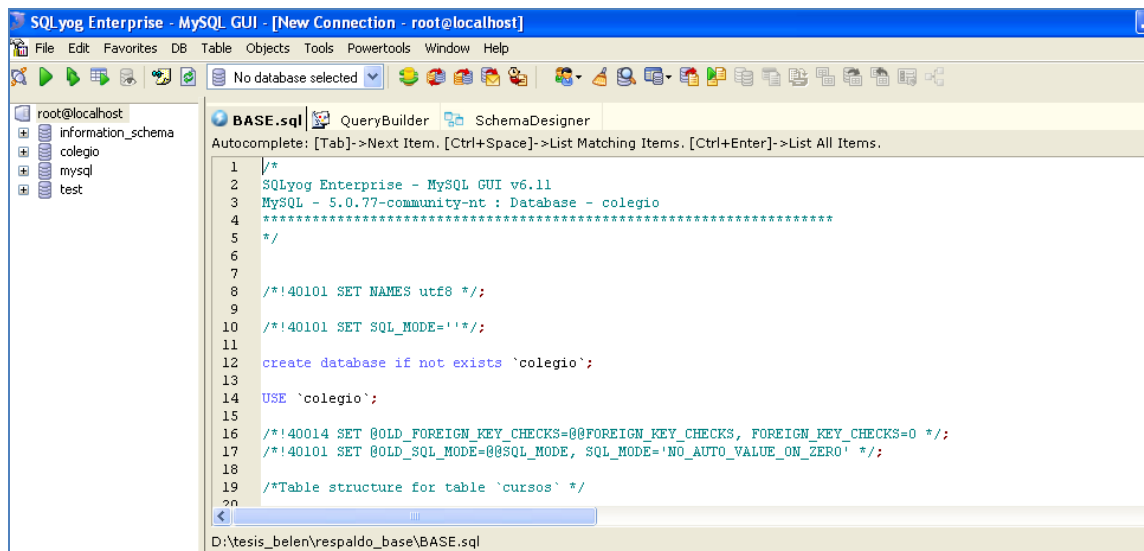 SQLyog Enterprise - MySQL GUI - [New Connection - root@localhost]
File Edit Favorites DB Table Objects Tools Powertools Window Help
No database selected
root@localhost
information_schema
colegio
mysql
test
BASE.sql QueryBuilder SchemaDesigner
Autocomplete: [Tab]->Next Item. [Ctrl+Space]->List Matching Items. [Ctrl+Enter]->List All Items.
1 /*
2 SQLyog Enterprise - MySQL GUI v6.11
3 MySQL - 5.0.77-community-nt : Database - colegio
4 *********************************************************************
5 */
6
7
8 /*!40101 SET NAMES utf8 */;
9
10 /*!40101 SET SQL_MODE=''*/;
11
12 create database if not exists `colegio`;
13
14 USE `colegio`;
15
16 /*!40014 SET @OLD_FOREIGN_KEY_CHECKS=@@FOREIGN_KEY_CHECKS, FOREIGN_KEY_CHECKS=0 */;
17 /*!40101 SET @OLD_SQL_MODE=@@SQL_MODE, SQL_MODE='NO_AUTO_VALUE_ON_ZERO' */;
18
19 /*Table structure for table `cursos` */
20
D:\tesis_belen\respaldo_base\BASE.sql